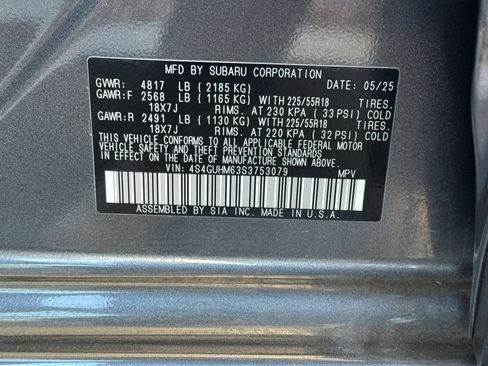 MFD BY SUBARU CORPORATION
GVWR: 4817 LB ( 2185 KG) DATE: 05/25
GAWR:F 2568 LB ( 1165 KG) WITH 225/55R18 TIRES.
18X7J RIMS. AT 230 KPA ( 33 PSI) COLD
GAWR:R 2491 LB ( 1130 KG) WITH 225/55R18 TIRES.
18X7J RIMS. AT 220 KPA ( 32 PSI) COLD
THIS VEHICLE CONFORMS TO ALL APPLICABLE FEDERAL MOTOR
VEHICLE SAFETY AND THEFT PREVENTION STANDARDS IN EFFECT
ON THE DATE OF MANUFACTURE SHOWN ABOVE.
VIN: 4S4GUHM63S3753079 MPV
ASSEMBLED BY SIA INC. MADE IN U.S.A.